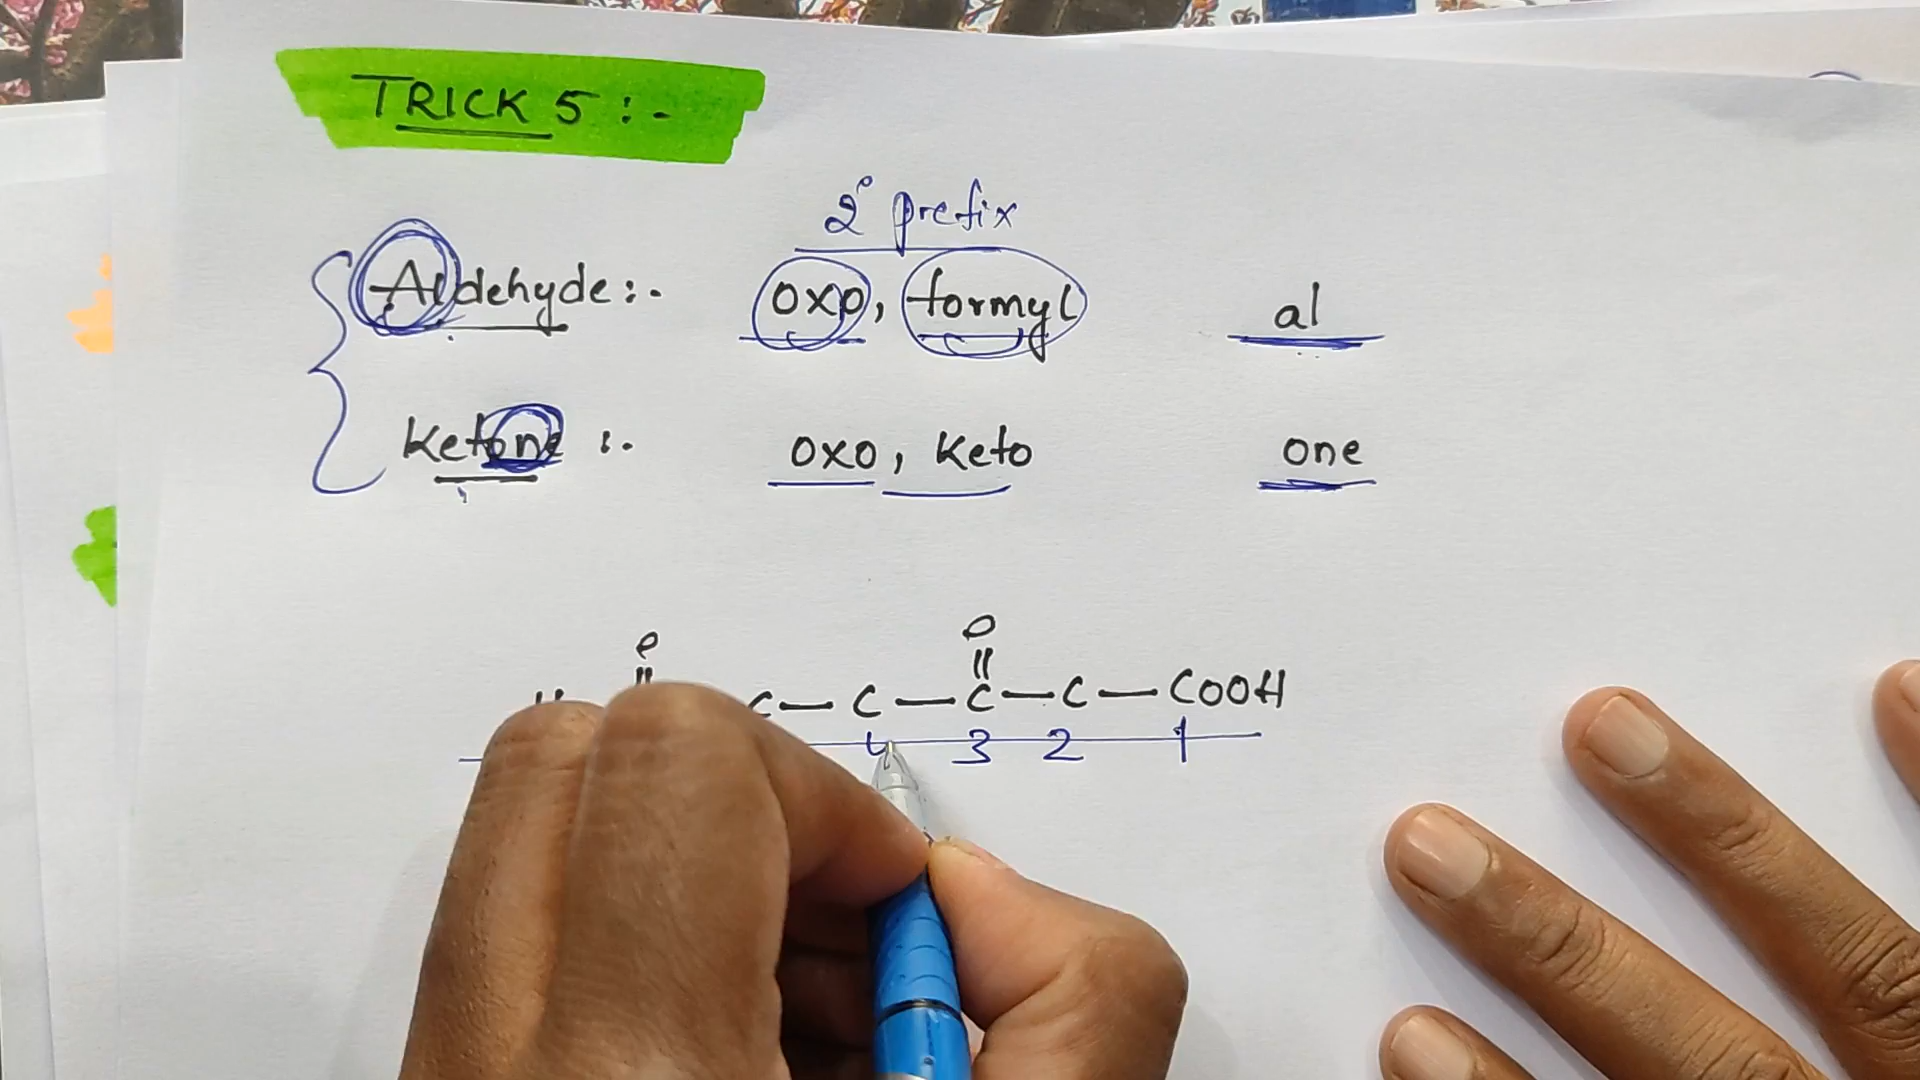 TRICK 5 :-
2° prefix
Aldehyde:- oxo, formyl al
Ketone :- oxo, Keto one
O O
|| ||
C — C — C — C — COOH
4 3 2 1